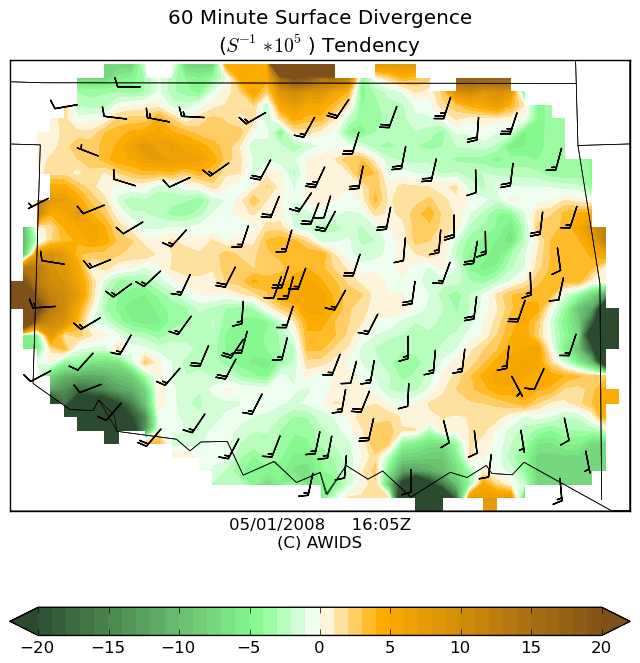 60 Minute Surface Divergence
(S⁻¹ * 10⁵ ) Tendency
05/01/2008 16:05Z
(C) AWIDS
−20 −15 −10 −5 0 5 10 15 20